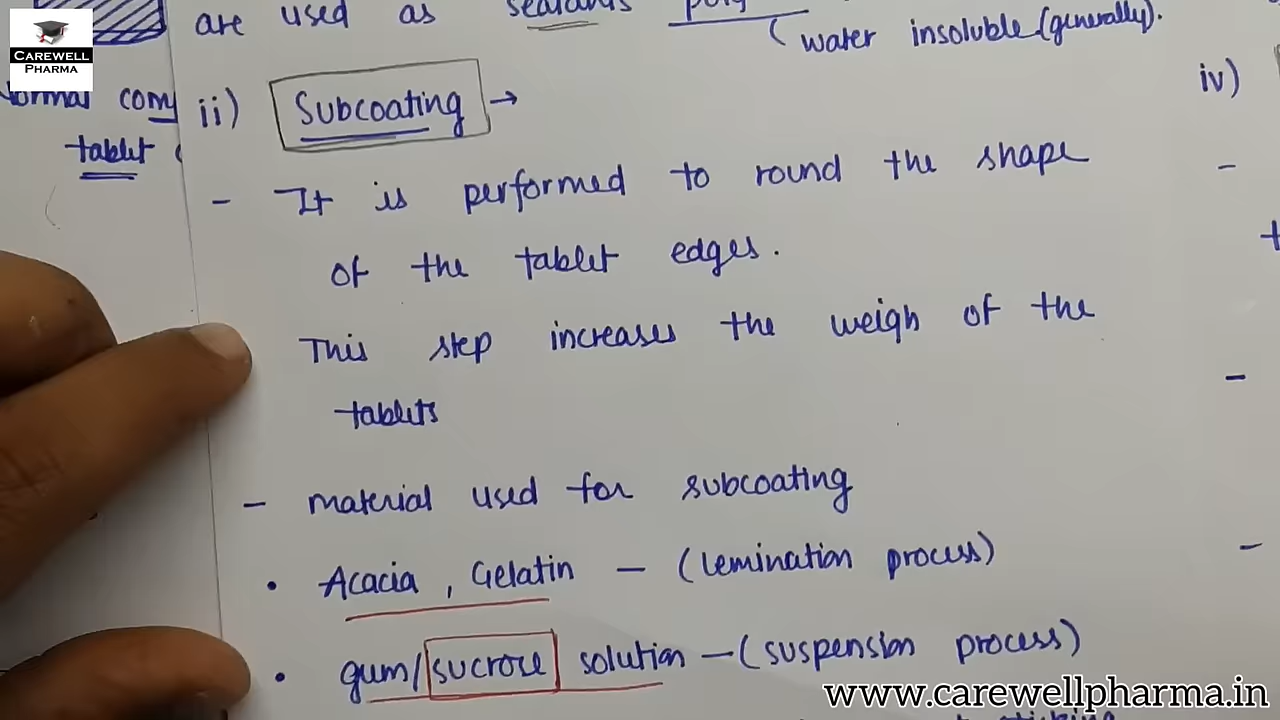 CAREWELL
PHARMA
are used as sealants
(water insoluble (generally).
Normal
tablet
ii) Subcoating →
iv)
- It is performed to round the shape
of the tablet edges.
This step increases the weigh of the
tablets
- material used for subcoating
• Acacia, Gelatin - (lemination process)
• gum/sucrose solution - (suspension process)
www.carewellpharma.in